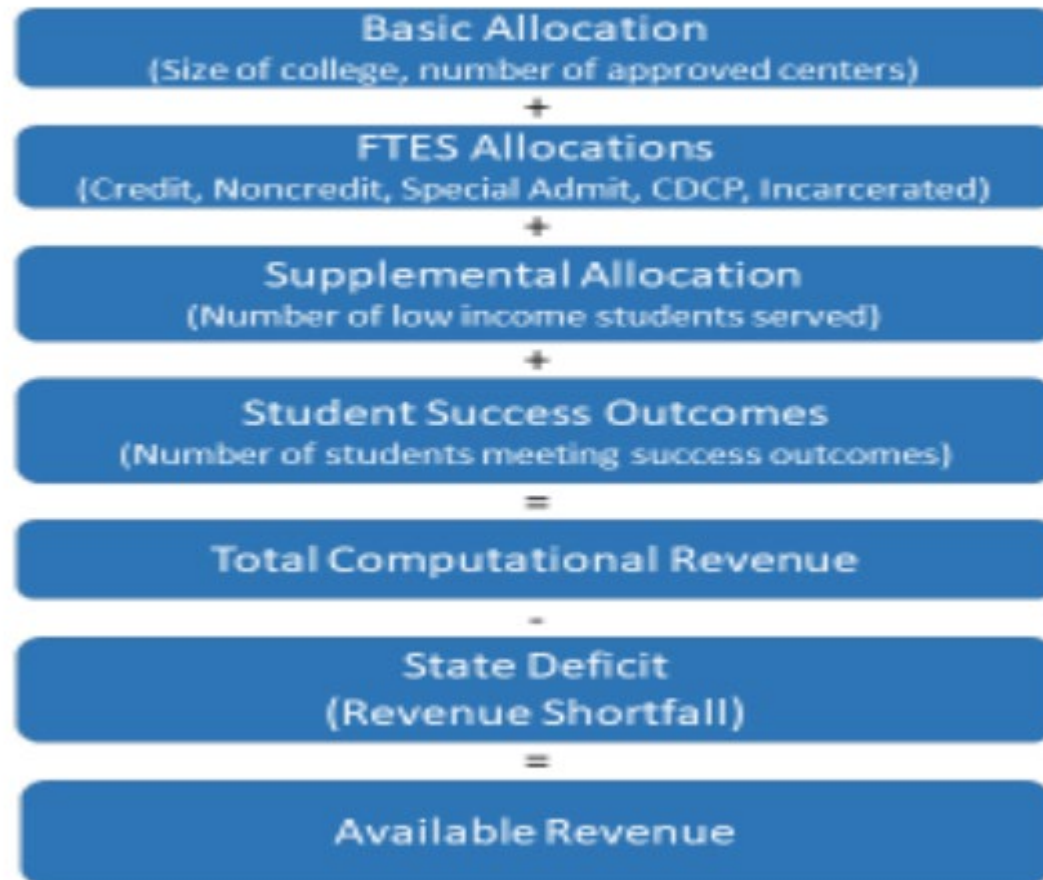 Basic Allocation
(Size of college, number of approved centers)
+
FTES Allocations
(Credit, Noncredit, Special Admit, CDCP, Incarcerated)
+
Supplemental Allocation
(Number of low income students served)
+
Student Success Outcomes
(Number of students meeting success outcomes)
=
Total Computational Revenue
-
State Deficit
(Revenue Shortfall)
=
Available Revenue